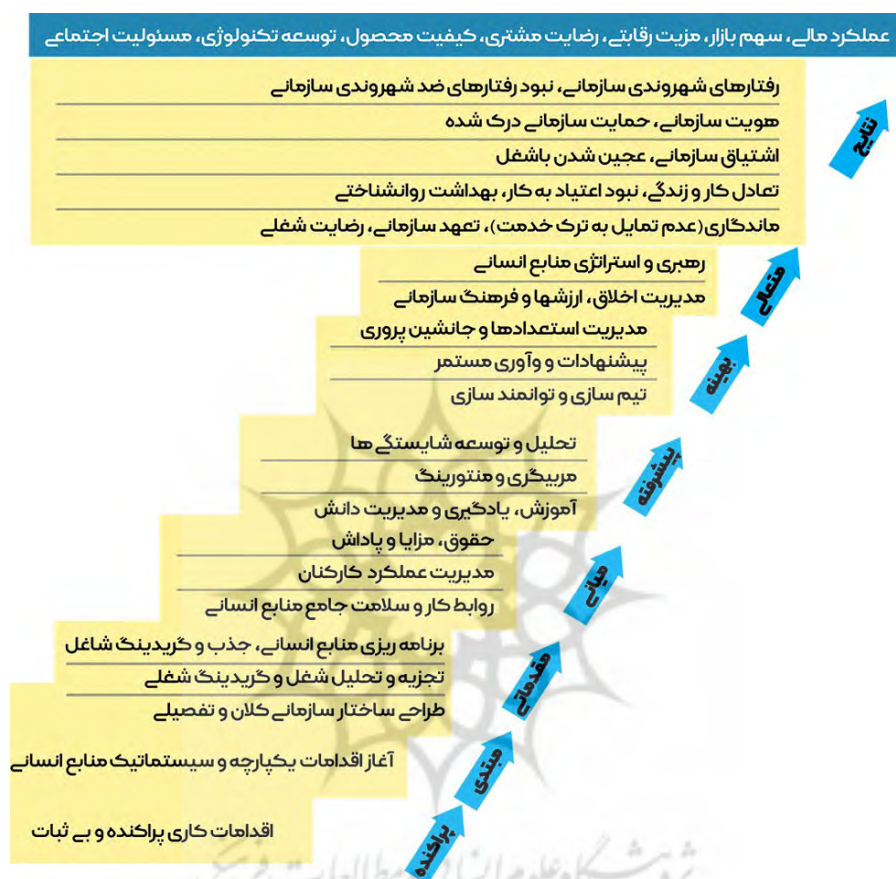 عملکرد مالی، سهم بازار، مزیت رقابتی، رضایت مشتری، کیفیت محصول، توسعه تکنولوژی، مسئولیت اجتماعی
رفتارهای شهروندی سازمانی، نبود رفتارهای ضد شهروندی سازمانی
هویت سازمانی، حمایت سازمانی درک شده
نتایج
اشتیاق سازمانی، عجین شدن باشغل
تعادل کار و زندگی، نبود اعتیاد به کار، بهداشت روانشناختی
ماندگاری(عدم تمایل به ترک خدمت)، تعهد سازمانی، رضایت شغلی
رهبری و استراتژی منابع انسانی
متعالی
مدیریت اخلاق، ارزشها و فرهنگ سازمانی
مدیریت استعدادها و جانشین پروری
پیشنهادات و وآوری مستمر
بهینه
تیم سازی و توانمند سازی
تحلیل و توسعه شایستگی ها
مربیگری و منتورینگ
پیشرفته
آموزش، یادگیری و مدیریت دانش
حقوق، مزایا و پاداش
مدیریت عملکرد کارکنان
میانی
روابط کار و سلامت جامع منابع انسانی
برنامه ریزی منابع انسانی، جذب و گریدینگ شاغل
تجزیه و تحلیل شغل و گریدینگ شغلی
مقدماتی
طراحی ساختار سازمانی کلان و تفصیلی
آغاز اقدامات یکپارچه و سیستماتیک منابع انسانی
مبتدی
اقدامات کاری پراکنده و بی ثبات
پراکنده
پژوهشگاه علوم انسانی و مطالعات فرهنگی